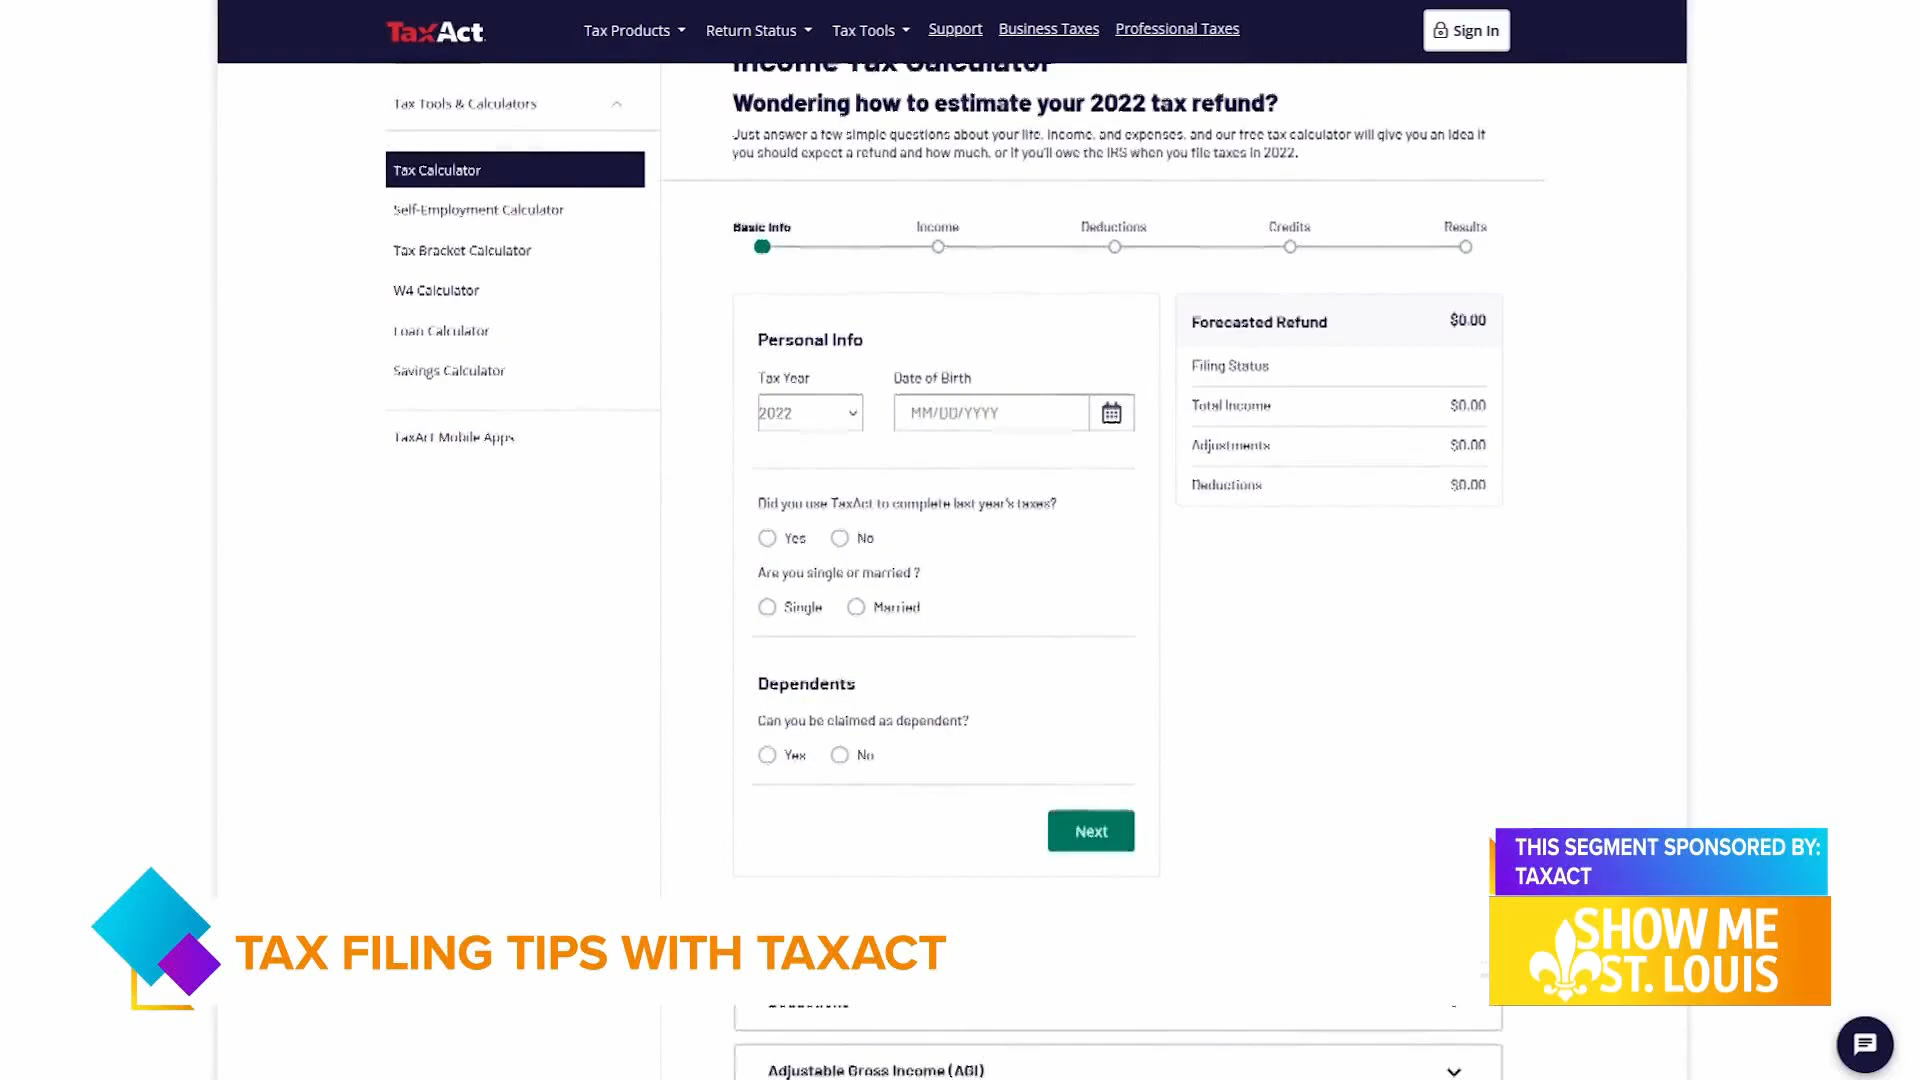 TaxAct
Tax Products
Return Status
Tax Tools
Support
Business Taxes
Professional Taxes
Sign In
Income Tax Calculator
Tax Tools & Calculators
Tax Calculator
Self-Employment Calculator
Tax Bracket Calculator
W4 Calculator
Loan Calculator
Savings Calculator
TaxAct Mobile Apps
Wondering how to estimate your 2022 tax refund?
Just answer a few simple questions about your life, income, and expenses, and our free tax calculator will give you an idea if
you should expect a refund and how much, or if you'll owe the IRS when you file taxes in 2022.
Basic Info
Income
Deductions
Credits
Results
Personal Info
Tax Year
Date of Birth
2022
MM/DD/YYYY
Did you use TaxAct to complete last year's taxes?
Yes
No
Are you single or married ?
Single
Married
Dependents
Can you be claimed as dependent?
Yes
No
Next
Forecasted Refund $0.00
Filing Status
Total Income $0.00
Adjustments $0.00
Deductions $0.00
THIS SEGMENT SPONSORED BY:
TAXACT
SHOW ME
ST. LOUIS
TAX FILING TIPS WITH TAXACT
Adjustable Gross Income (AGI)